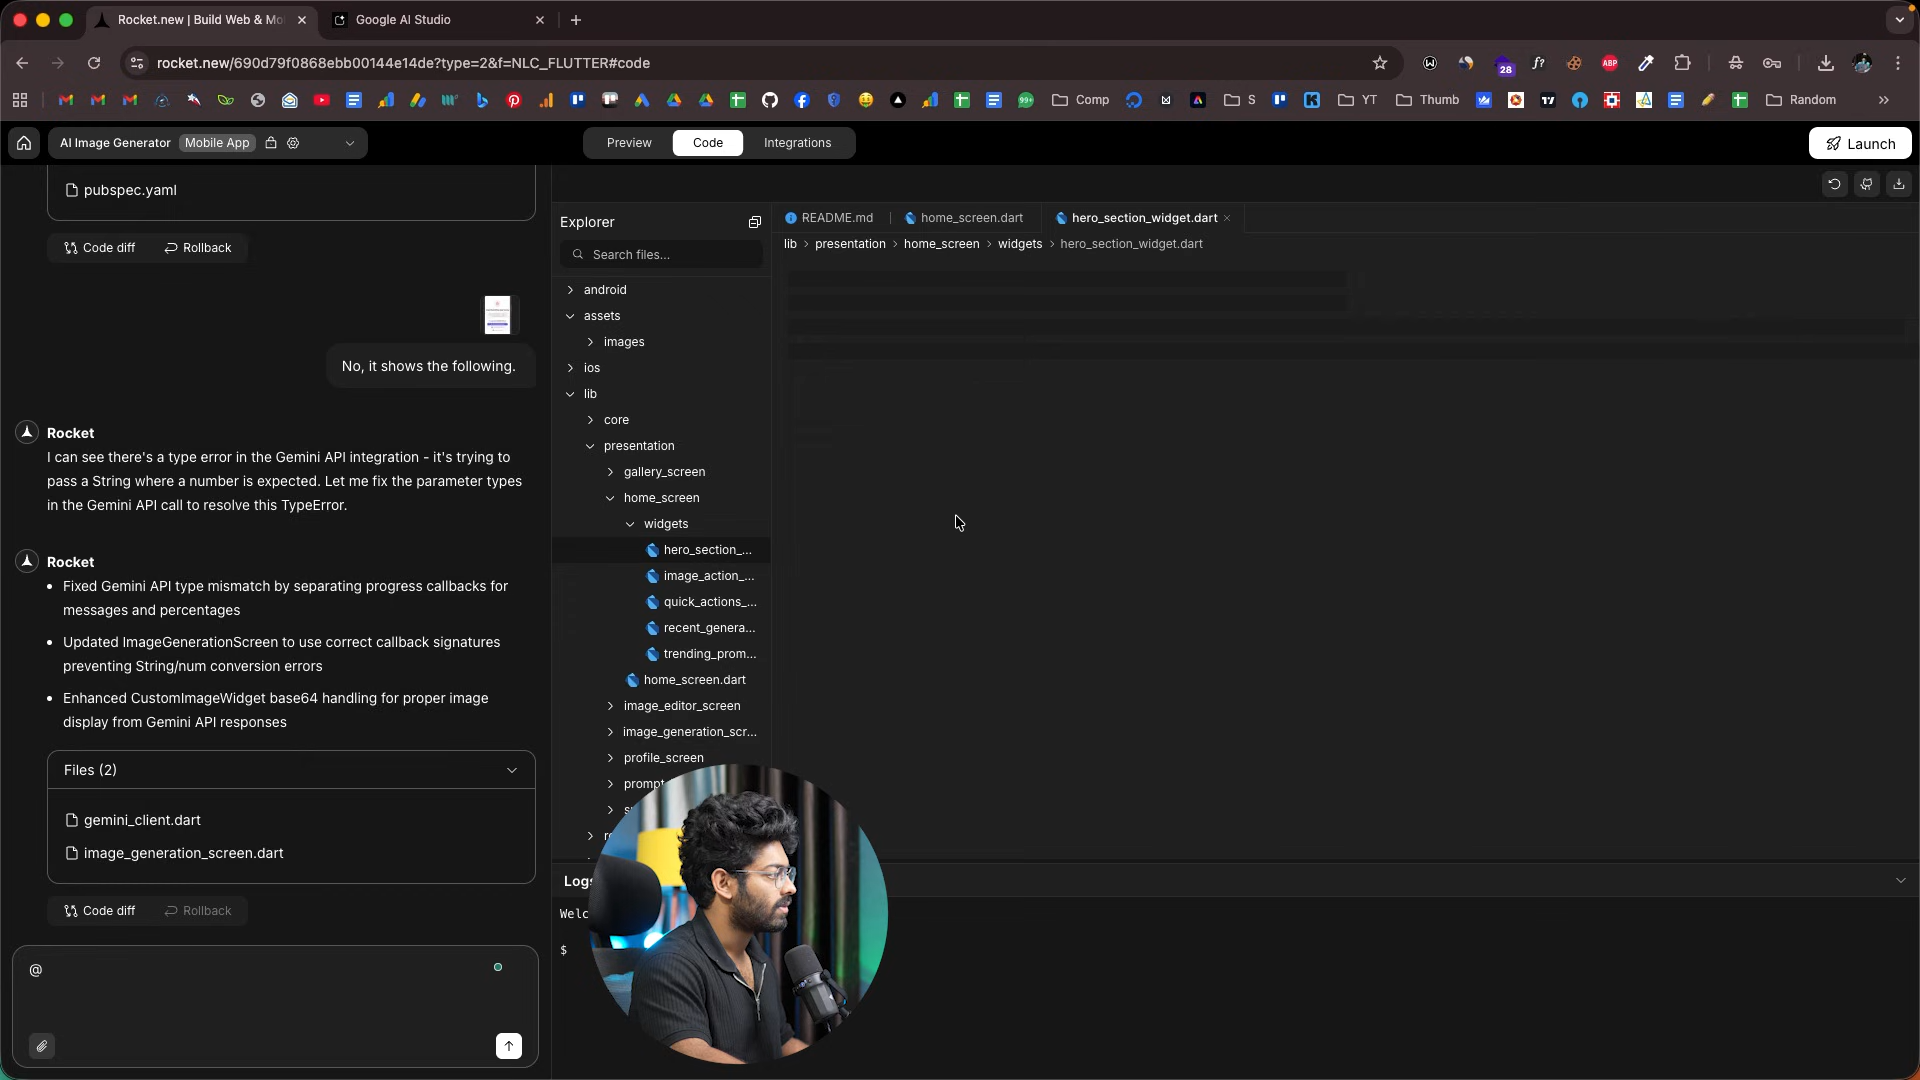 Rocket.new | Build Web & Mo
Google AI Studio
rocket.new/690d79f0868ebb00144e14de?type=2&f=NLC_FLUTTER#code
28
f?
ABP
99+
Comp
S
YT
Thumb
Random
AI Image Generator
Mobile App
Preview
Code
Integrations
Launch
pubspec.yaml
Code diff
Rollback
No, it shows the following.
Rocket
I can see there's a type error in the Gemini API integration - it's trying to
pass a String where a number is expected. Let me fix the parameter types
in the Gemini API call to resolve this TypeError.
Rocket
• Fixed Gemini API type mismatch by separating progress callbacks for
messages and percentages
• Updated ImageGenerationScreen to use correct callback signatures
preventing String/num conversion errors
• Enhanced CustomImageWidget base64 handling for proper image
display from Gemini API responses
Files (2)
gemini_client.dart
image_generation_screen.dart
Code diff
Rollback
@
Explorer
Search files...
android
assets
images
ios
lib
core
presentation
gallery_screen
home_screen
widgets
hero_section_...
image_action_...
quick_actions_...
recent_genera...
trending_prom...
home_screen.dart
image_editor_screen
image_generation_scr...
profile_screen
README.md
home_screen.dart
hero_section_widget.dart
lib > presentation > home_screen > widgets > hero_section_widget.dart
Logs
$